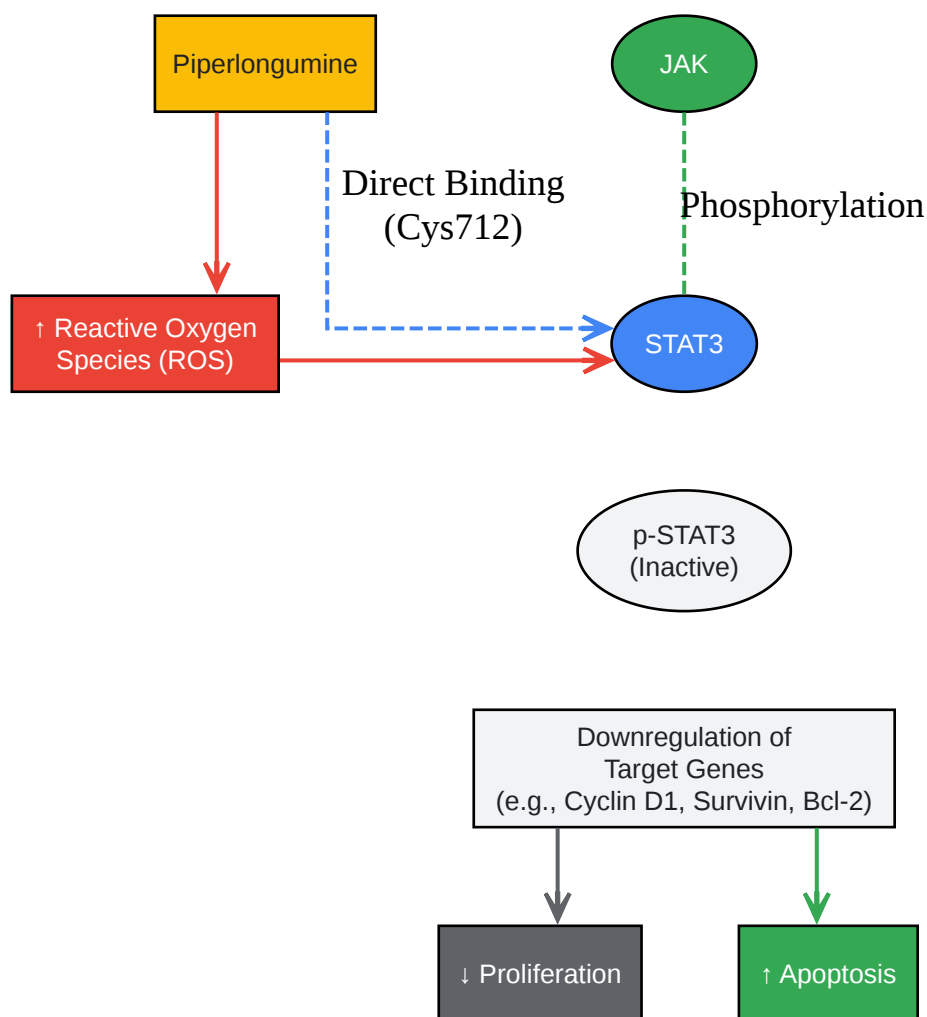 Piperlongumine
JAK
Direct Binding
(Cys712)
Phosphorylation
↑ Reactive Oxygen
Species (ROS)
STAT3
p-STAT3
(Inactive)
Downregulation of
Target Genes
(e.g., Cyclin D1, Survivin, Bcl-2)
↓ Proliferation
↑ Apoptosis